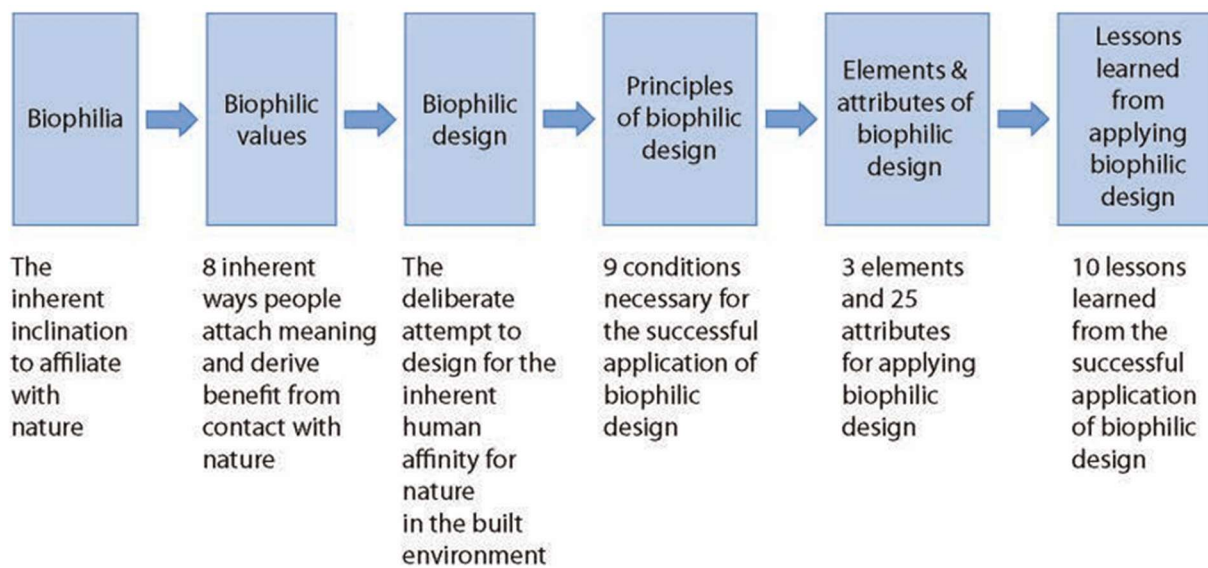 Biophilia
Biophilic
values
Biophilic
design
Principles
of biophilic
design
Elements &
attributes of
biophilic
design
Lessons
learned
from
applying
biophilic
design
The
inherent
inclination
to affiliate
with
nature
8 inherent
ways people
attach meaning
and derive
benefit from
contact with
nature
The
deliberate
attempt to
design for the
inherent
human
affinity for
nature
in the built
environment
9 conditions
necessary for
the successful
application of
biophilic
design
3 elements
and 25
attributes
for applying
biophilic
design
10 lessons
learned
from the
successful
application
of biophilic
design